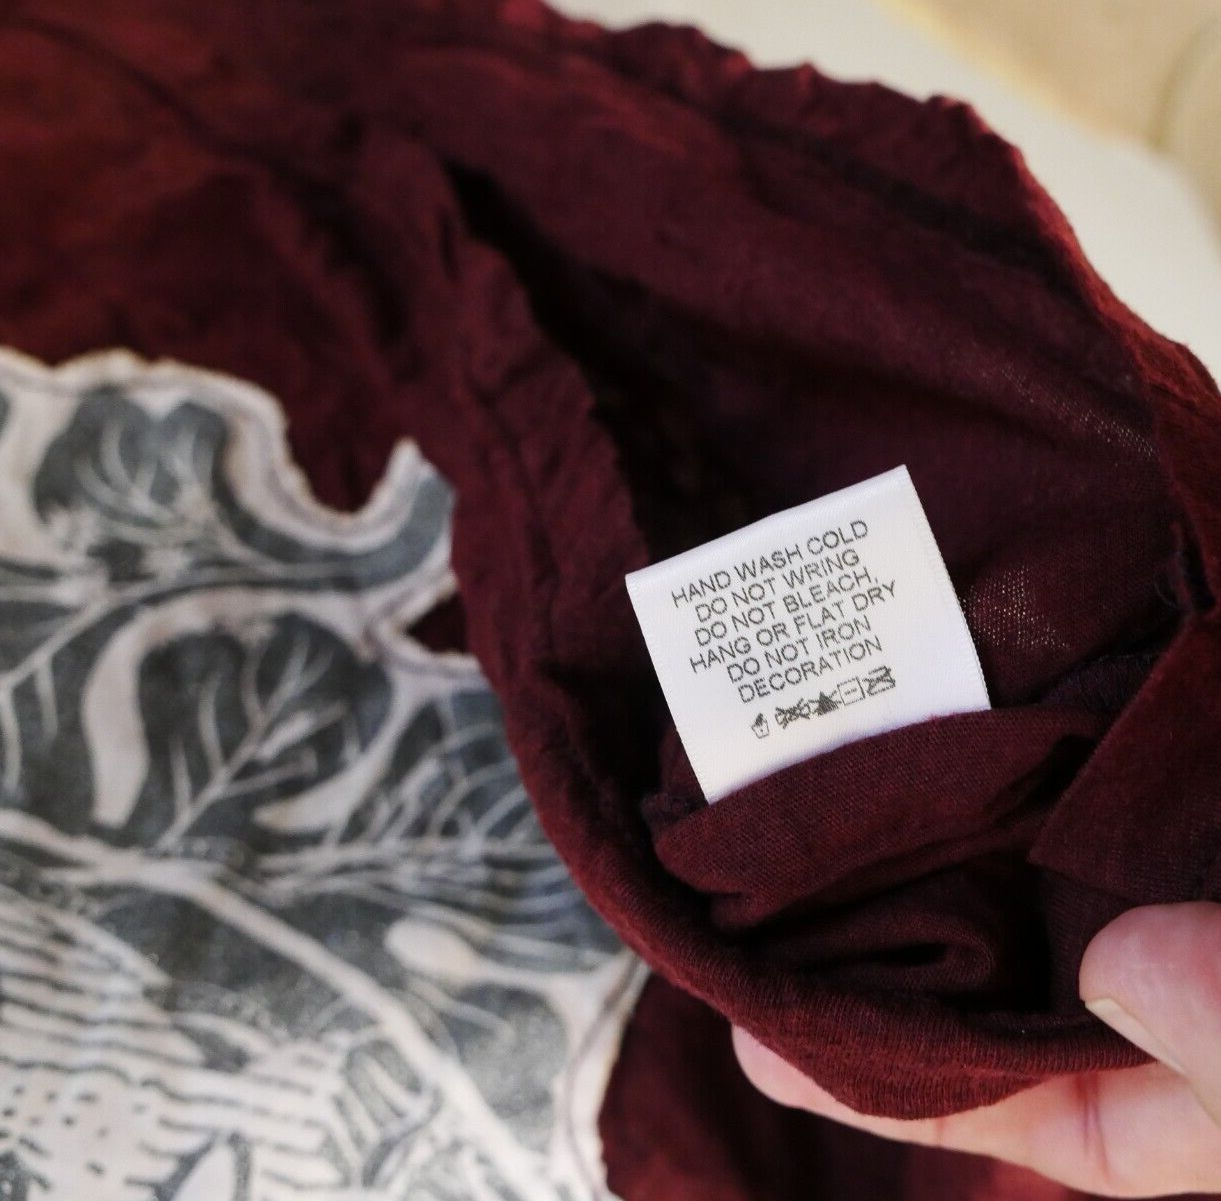 HAND WASH COLD
DO NOT WRING
DO NOT BLEACH,
HANG OR FLAT DRY
DO NOT IRON
DECORATION